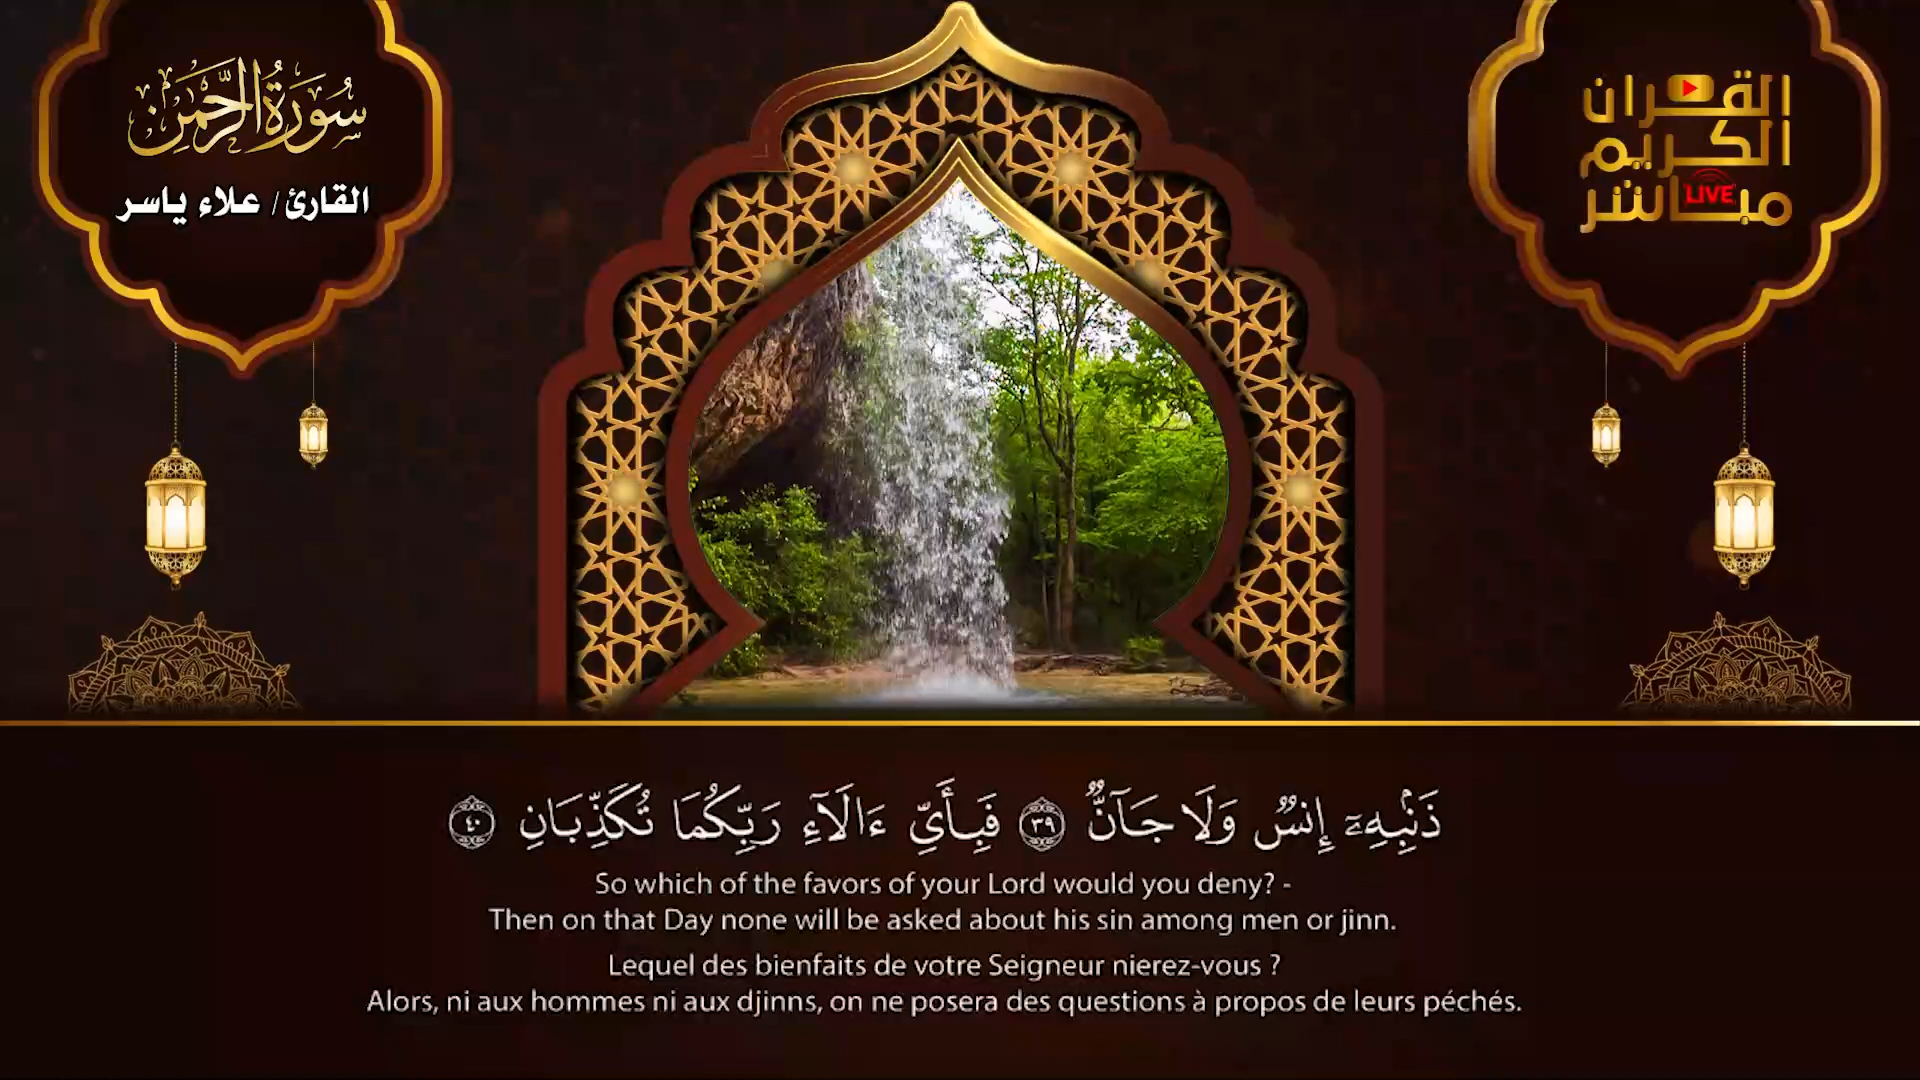 سُورَةُ الرَّحْمَٰنِ
القارئ/ علاء ياسر
القران
الكريم
مباشر
LIVE
ذَنۢبِهِۦٓ إِنسٌ وَلَا جَآنٌّ ٣٩ فَبِأَيِّ ءَالَآءِ رَبِّكُمَا تُكَذِّبَانِ ٤٠
So which of the favors of your Lord would you deny? -
Then on that Day none will be asked about his sin among men or jinn.
Lequel des bienfaits de votre Seigneur nierez-vous ?
Alors, ni aux hommes ni aux djinns, on ne posera des questions à propos de leurs péchés.